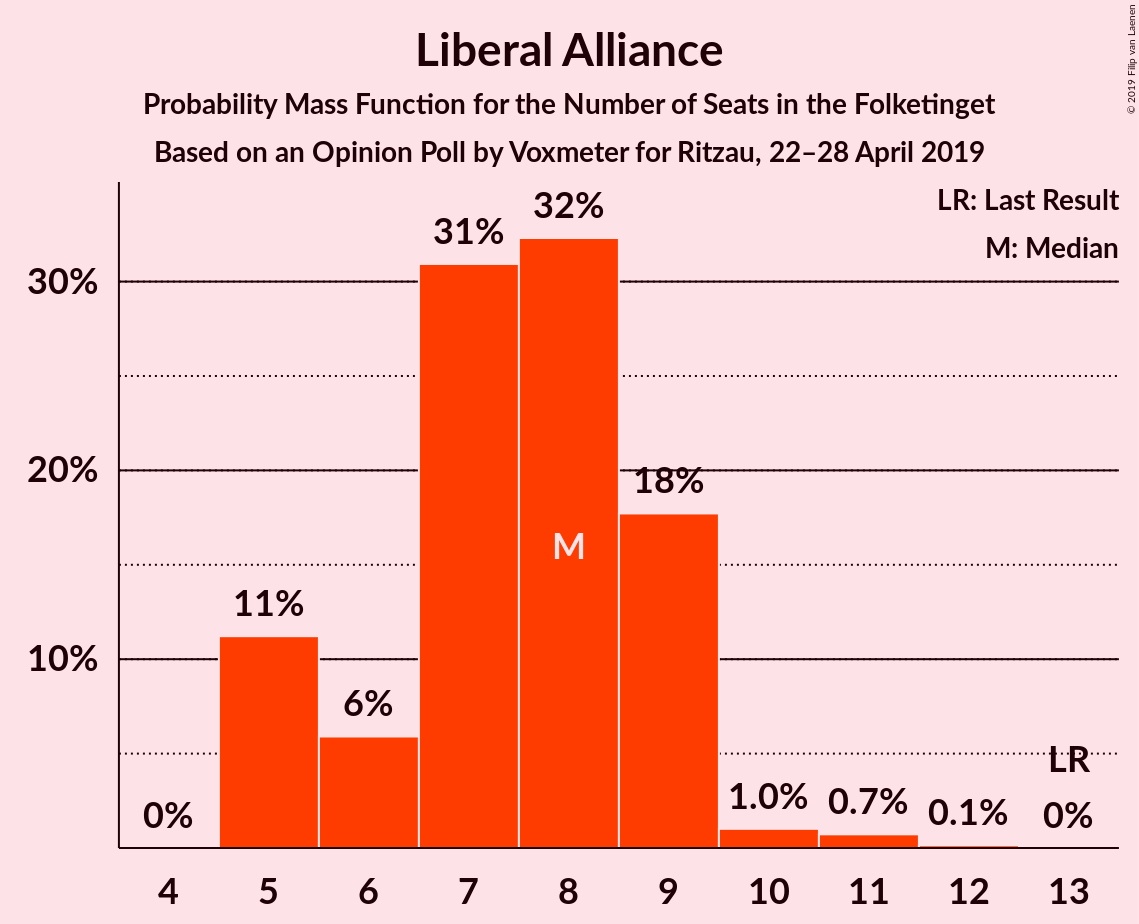 Liberal Alliance
Probability Mass Function for the Number of Seats in the Folketinget
Based on an Opinion Poll by Voxmeter for Ritzau, 22–28 April 2019
© 2019 Filip van Laenen
LR: Last Result
M: Median
30%
20%
10%
0%
11%
6%
31%
32%
M
18%
1.0%
0.7%
0.1%
LR
0%
4 5 6 7 8 9 10 11 12 13